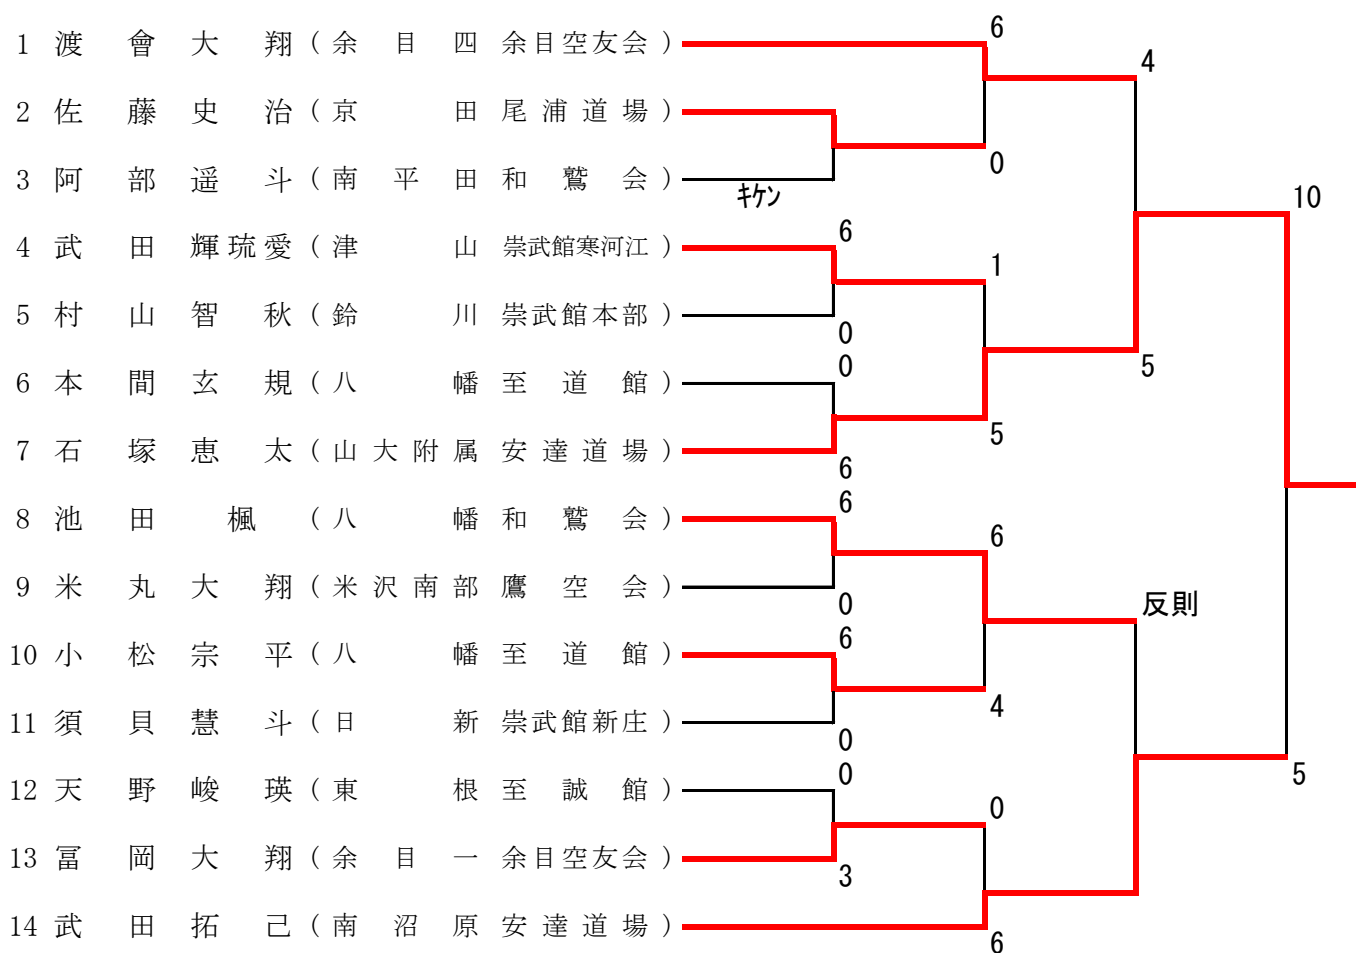 6
1 渡會大翔（余目四 余目空友会）
4
2 佐藤史治（京田 尾浦道場）
0
3 阿部遥斗（南平田 和鷲会）
ｷｹﾝ
10
6
4 武田輝琉愛（津山 崇武館寒河江）
1
5 村山智秋（鈴川 崇武館本部）
0
0
5
6 本間玄規（八幡 至道館）
5
7 石塚恵太（山大附属 安達道場）
6
6
8 池田楓（八幡 和鷲会）
6
9 米丸大翔（米沢南部 鷹空会）
0
反則
6
10 小松宗平（八幡 至道館）
4
11 須貝慧斗（日新 崇武館新庄）
0
0
5
12 天野峻瑛（東根 至誠館）
0
13 冨岡大翔（余目一 余目空友会）
3
14 武田拓己（南沼原 安達道場）
6